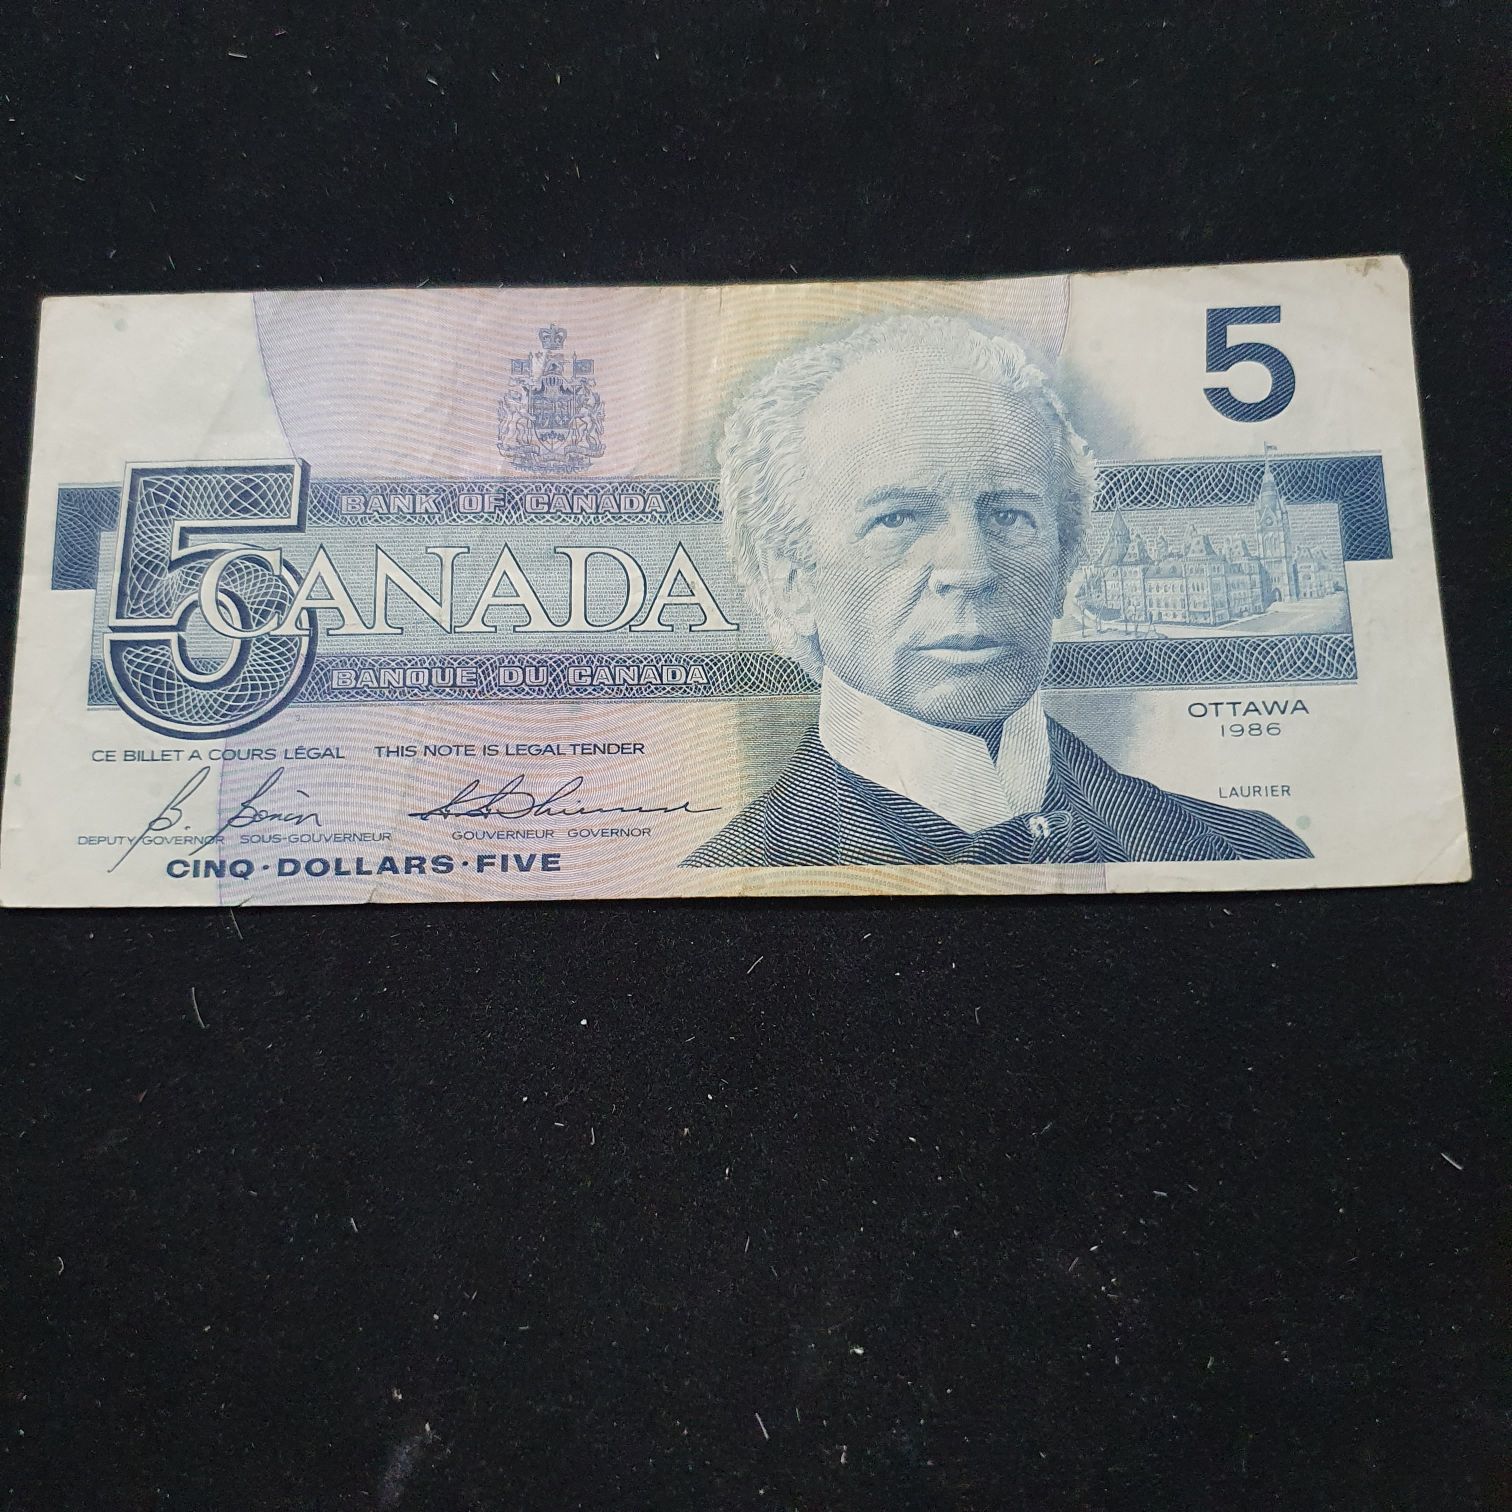 5
BANK OF CANADA
5 CANADA
BANQUE DU CANADA
OTTAWA
1986
CE BILLET A COURS LÉGAL THIS NOTE IS LEGAL TENDER
LAURIER
B. Bonin
DEPUTY GOVERNOR SOUS-GOUVERNEUR GOUVERNEUR GOVERNOR
CINQ·DOLLARS·FIVE